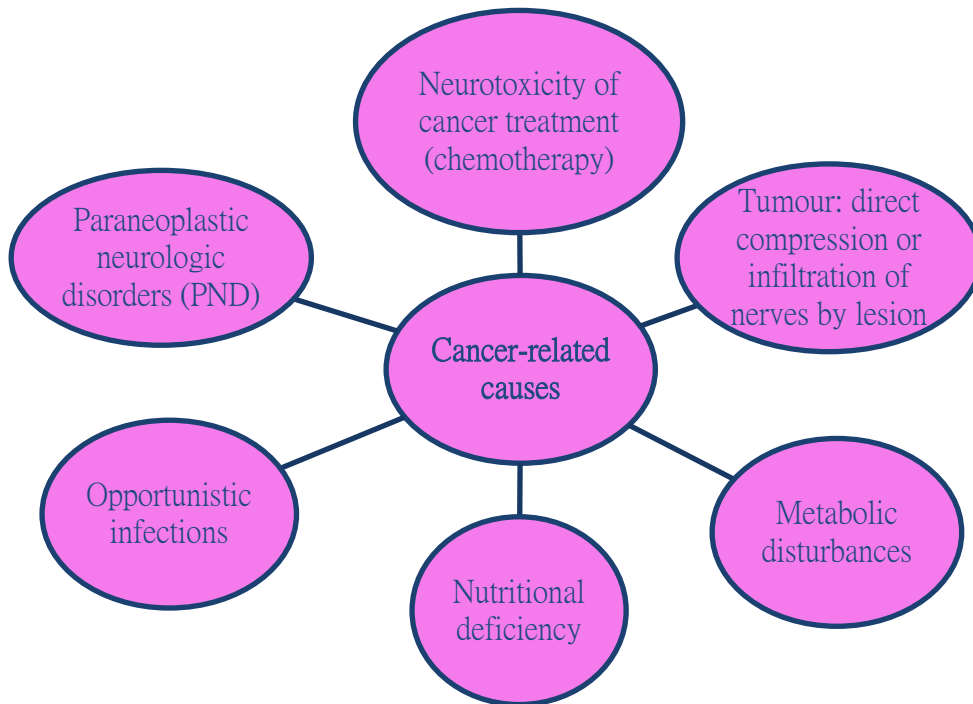 Neurotoxicity of
cancer treatment
(chemotherapy)
Paraneoplastic
neurologic
disorders (PND)
Tumour: direct
compression or
infiltration of
nerves by lesion
Cancer-related
causes
Opportunistic
infections
Nutritional
deficiency
Metabolic
disturbances